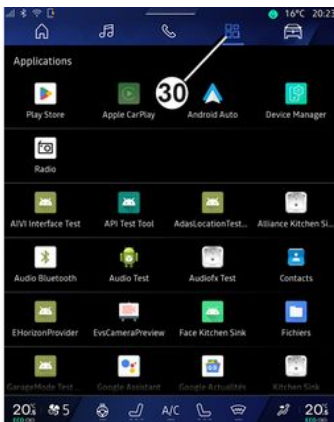 16°C 20:23
Applications
30
Play Store Apple CarPlay Android Auto Device Manager
Radio
AIVI Interface Test API Test Tool AdasLocationTest... Alliance Kitchen Si...
Audio Bluetooth Audio Test Audiofx Test Contacts
EHorizonProvider EvsCameraPreview Face Kitchen Sink Fichiers
GarageMode Test ... Google Assistant Google Actualités Kitchen Sink
20 5 A/C 20